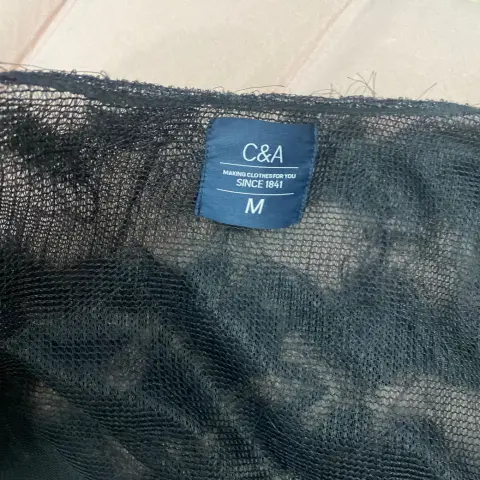 C&A
MAKING CLOTHES FOR YOU
SINCE 1841
M